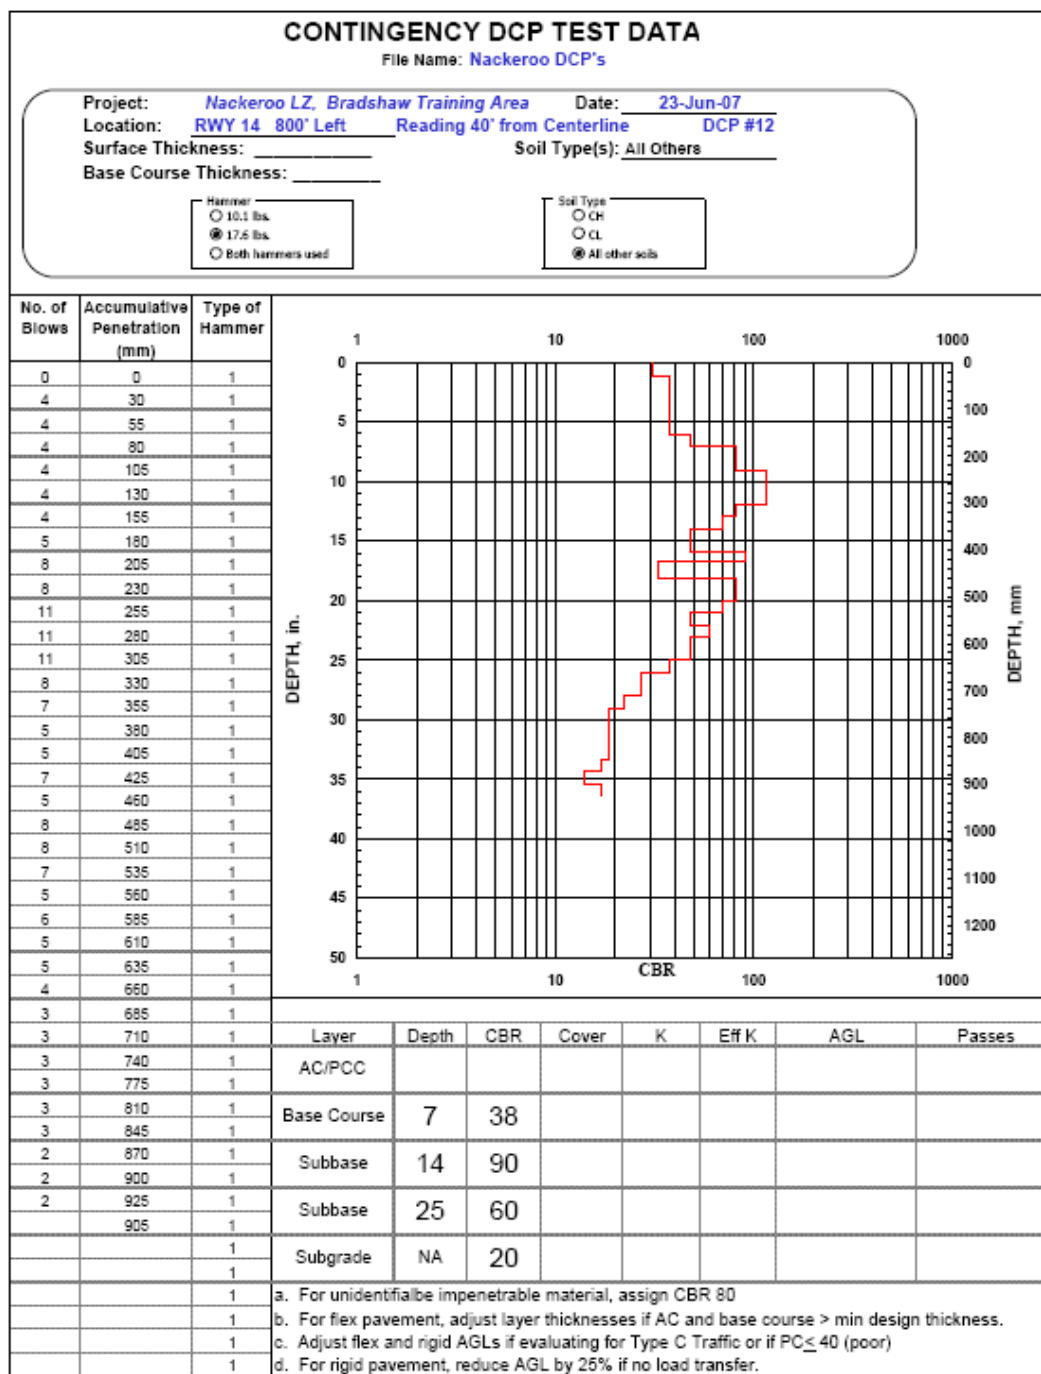 CONTINGENCY DCP TEST DATA
File Name: Nackeroo DCP's
Project: Nackeroo LZ, Bradshaw Training Area Date: 23-Jun-07
Location: RWY 14 800' Left Reading 40' from Centerline DCP #12
Surface Thickness: ____________ Soil Type(s): All Others
Base Course Thickness: _________
Hammer
10.1 lbs.
17.6 lbs.
Both hammers used
Soil Type
CH
CL
All other soils
No. of Blows Accumulative Penetration (mm) Type of Hammer
0 0 1
4 30 1
4 55 1
4 80 1
4 105 1
4 130 1
4 155 1
5 180 1
8 205 1
8 230 1
11 255 1
11 280 1
11 305 1
8 330 1
7 355 1
5 380 1
5 405 1
7 425 1
5 460 1
8 485 1
8 510 1
7 535 1
5 560 1
6 585 1
5 610 1
5 635 1
4 660 1
3 685 1
3 710 1
3 740 1
3 775 1
3 810 1
3 845 1
2 870 1
2 900 1
2 925 1
905 1
1
1
1
1
1
1
1 10 100 1000
0
5
10
15
20
25
30
35
40
45
50
DEPTH, in.
0
100
200
300
400
500
600
700
800
900
1000
1100
1200
DEPTH, mm
CBR
1 10 100 1000
Layer Depth CBR Cover K Eff K AGL Passes
AC/PCC
Base Course 7 38
Subbase 14 90
Subbase 25 60
Subgrade NA 20
a. For unidentifialbe impenetrable material, assign CBR 80
b. For flex pavement, adjust layer thicknesses if AC and base course > min design thickness.
c. Adjust flex and rigid AGLs if evaluating for Type C Traffic or if PC≤ 40 (poor)
d. For rigid pavement, reduce AGL by 25% if no load transfer.